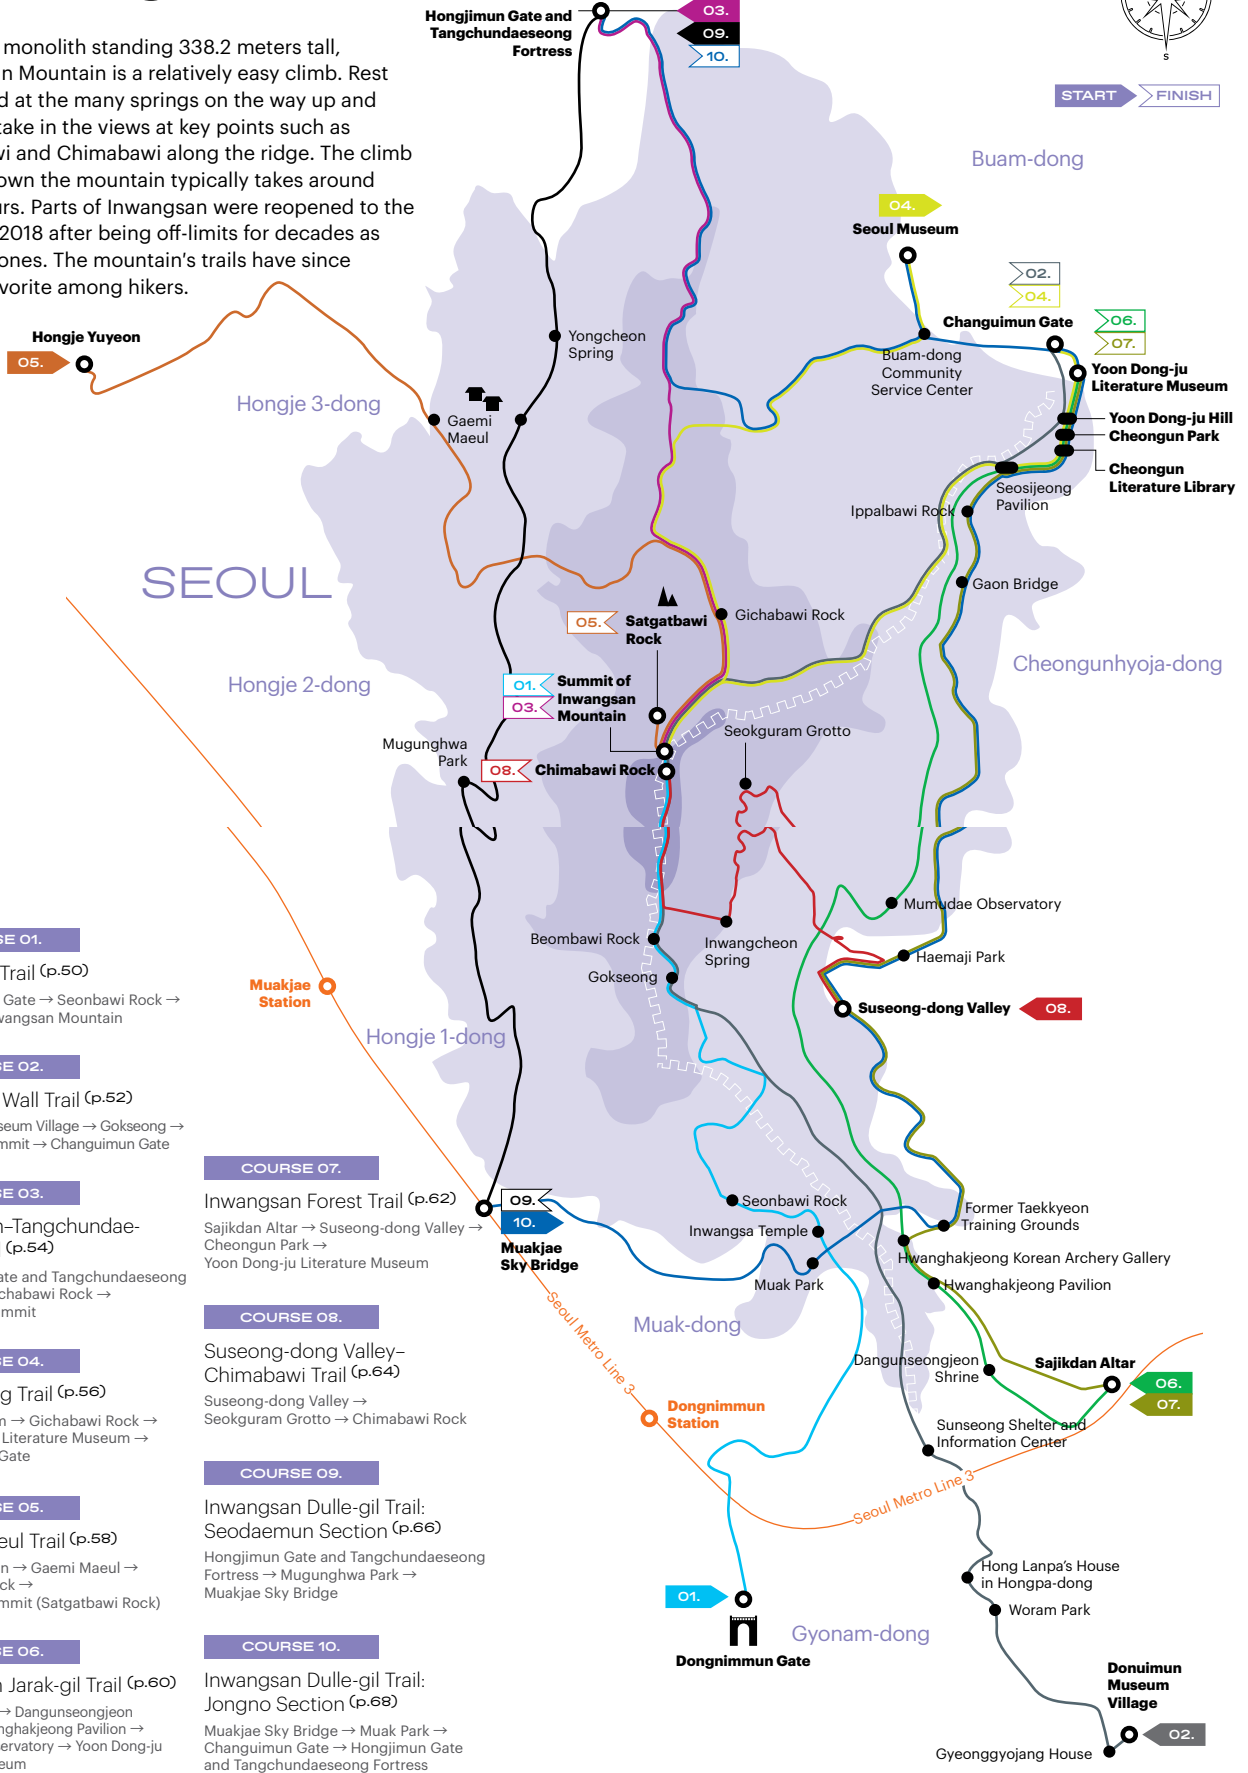 monolith standing 338.2 meters tall,
Mountain is a relatively easy climb. Rest
at the many springs on the way up and
take in the views at key points such as
and Chimabawi along the ridge. The climb
the mountain typically takes around
Parts of Inwangsan were reopened to the
2018 after being off-limits for decades as
The mountain's trails have since
among hikers.
Hongjimun Gate and
Tangchundaeseong
Fortress
03.
09.
10.
S
START
FINISH
Buam-dong
04.
Seoul Museum
02.
04.
Changuimun Gate
06.
07.
Yoon Dong-ju
Literature Museum
Buam-dong
Community
Service Center
Yoon Dong-ju Hill
Cheongun Park
Cheongun
Literature Library
Seosijeong
Pavilion
Ippalbawi Rock
Gaon Bridge
Cheongunhyoja-dong
Hongje Yuyeon
05.
Yongcheon
Spring
Hongje 3-dong
Gaemi
Maeul
SEOUL
05.
Satgatbawi
Rock
Gichabawi Rock
Hongje 2-dong
01.
03.
Summit of
Inwangsan
Mountain
Seokguram Grotto
Mugunghwa
Park
08.
Chimabawi Rock
Mumudae Observatory
Beombawi Rock
Inwangcheon
Spring
Haemaji Park
Gokseong
Muakjae
Station
Suseong-dong Valley
08.
Hongje 1-dong
09.
10.
Muakjae
Sky Bridge
Seonbawi Rock
Inwangsa Temple
Muak Park
Former Taekkyeon
Training Grounds
Hwanghakjeong Korean Archery Gallery
Hwanghakjeong Pavilion
Muak-dong
Seoul Metro Line 3
Dangunseongjeon
Shrine
Sajikdan Altar
06.
07.
Dongnimmun
Station
Sunseong Shelter and
Information Center
Seoul Metro Line 3
Hong Lanpa's House
in Hongpa-dong
01.
Woram Park
Gyonam-dong
Dongnimmun Gate
Donuimun
Museum
Village
02.
Gyeonggyojang House
01.
Trail (p.50)
Gate → Seonbawi Rock →
Mountain
02.
Wall Trail (p.52)
Village → Gokseong →
→ Changuimun Gate
03.
(p.54)
and Tangchundaeseong
Rock →
04.
Trail (p.56)
→ Gichabawi Rock →
Literature Museum →
Gate
05.
Trail (p.58)
→ Gaemi Maeul →
→
(Satgatbawi Rock)
06.
Jarak-gil Trail (p.60)
→ Dangunseongjeon
Pavilion →
→ Yoon Dong-ju
COURSE 07.
Inwangsan Forest Trail (p.62)
Sajikdan Altar → Suseong-dong Valley →
Cheongun Park →
Yoon Dong-ju Literature Museum
COURSE 08.
Suseong-dong Valley–
Chimabawi Trail (p.64)
Suseong-dong Valley →
Seokguram Grotto → Chimabawi Rock
COURSE 09.
Inwangsan Dulle-gil Trail:
Seodaemun Section (p.66)
Hongjimun Gate and Tangchundaeseong
Fortress → Mugunghwa Park →
Muakjae Sky Bridge
COURSE 10.
Inwangsan Dulle-gil Trail:
Jongno Section (p.68)
Muakjae Sky Bridge → Muak Park →
Changuimun Gate → Hongjimun Gate
and Tangchundaeseong Fortress